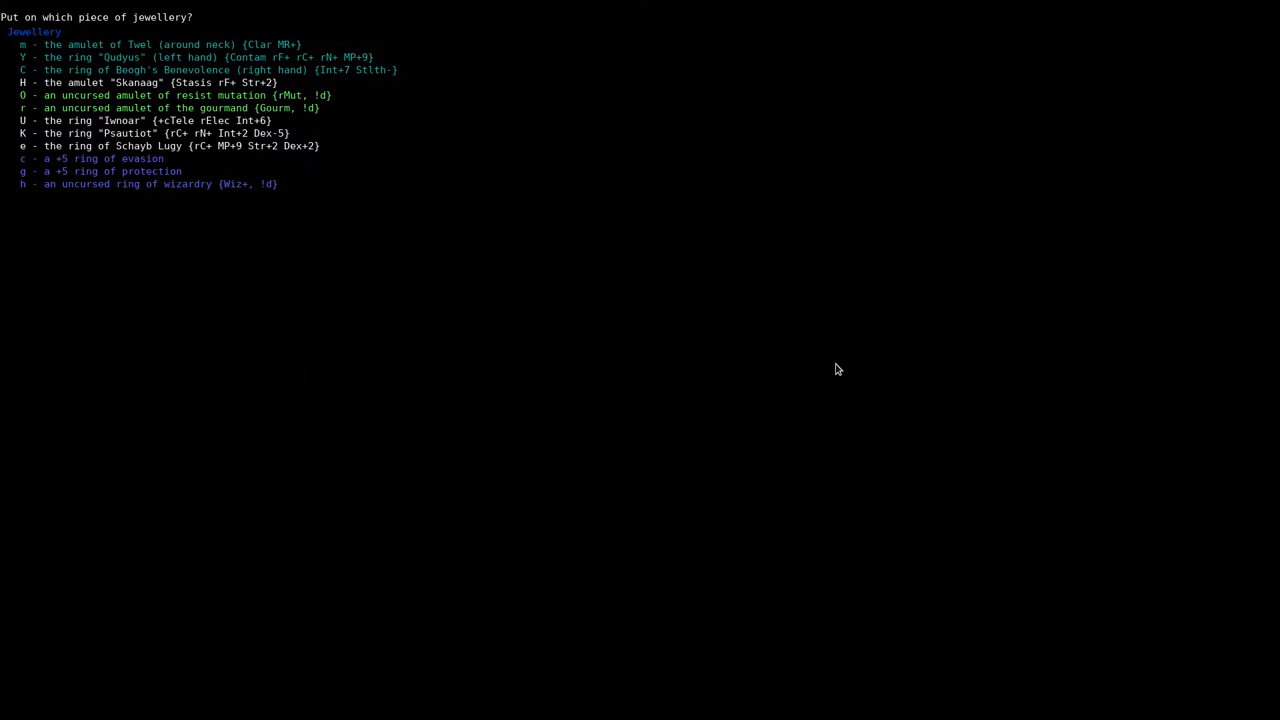 Put on which piece of jewellery?
Jewellery
m - the amulet of Twel (around neck) {Clar MR+}
Y - the ring "Qudyus" (left hand) {Contam rF+ rC+ rN+ MP+9}
C - the ring of Beogh's Benevolence (right hand) {Int+7 Stlth-}
H - the amulet "Skanaag" {Stasis rF+ Str+2}
O - an uncursed amulet of resist mutation {rMut, !d}
r - an uncursed amulet of the gourmand {Gourm, !d}
U - the ring "Iwnoar" {+cTele rElec Int+6}
K - the ring "Psautiot" {rC+ rN+ Int+2 Dex-5}
e - the ring of Schayb Lugy {rC+ MP+9 Str+2 Dex+2}
c - a +5 ring of evasion
g - a +5 ring of protection
h - an uncursed ring of wizardry {Wiz+, !d}